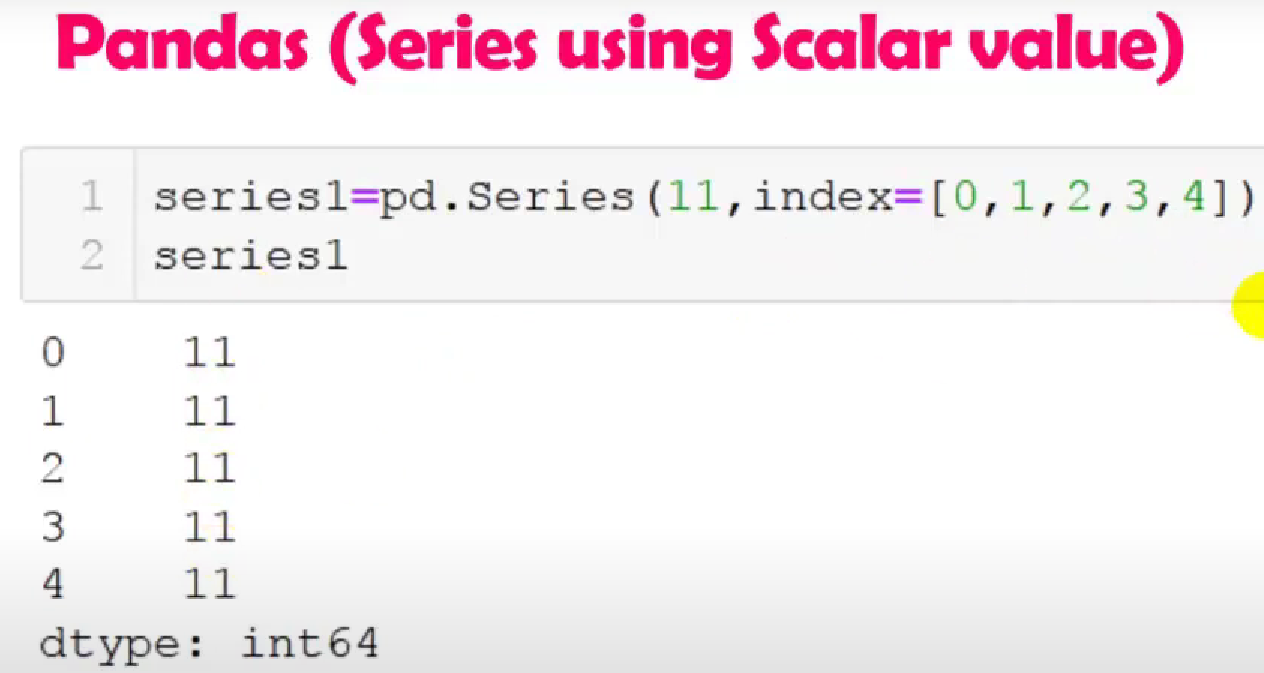 Pandas (Series using Scalar value)
1 series1=pd.Series(11,index=[0,1,2,3,4])
2 series1
0 11
1 11
2 11
3 11
4 11
dtype: int64